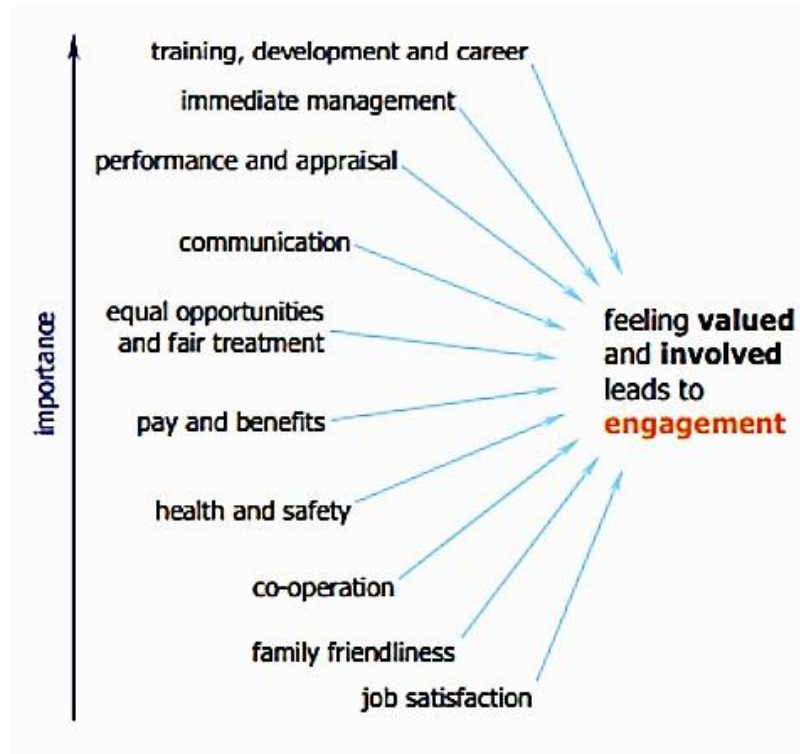 training, development and career
immediate management
performance and appraisal
communication
equal opportunities
and fair treatment
pay and benefits
health and safety
co-operation
family friendliness
job satisfaction
importance
feeling valued
and involved
leads to
engagement